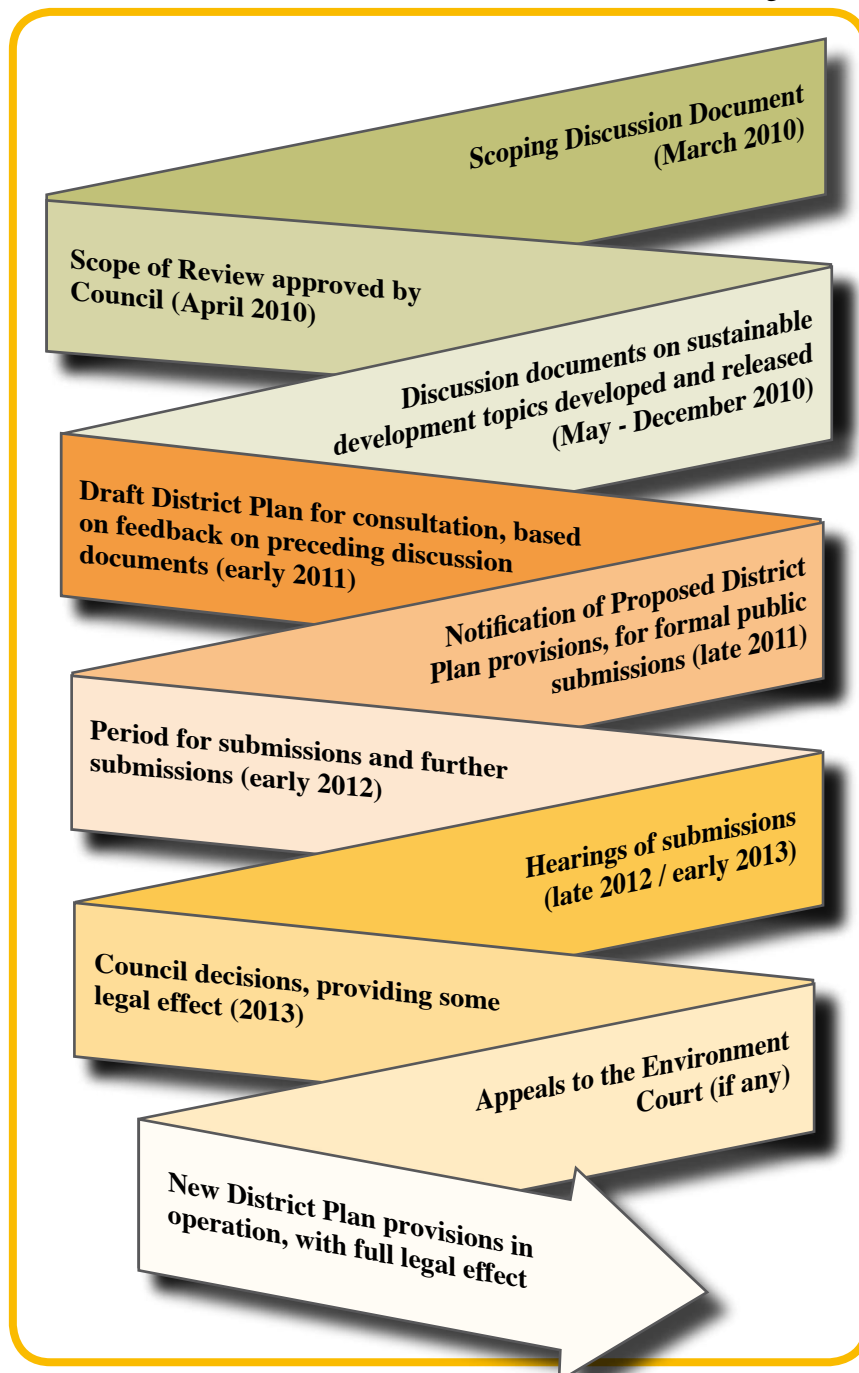 Scoping Discussion Document
(March 2010)
Scope of Review approved by
Council (April 2010)
Discussion documents on sustainable
development topics developed and released
(May - December 2010)
Draft District Plan for consultation, based
on feedback on preceding discussion
documents (early 2011)
Notification of Proposed District
Plan provisions, for formal public
submissions (late 2011)
Period for submissions and further
submissions (early 2012)
Hearings of submissions
(late 2012 / early 2013)
Council decisions, providing some
legal effect (2013)
Appeals to the Environment
Court (if any)
New District Plan provisions in
operation, with full legal effect